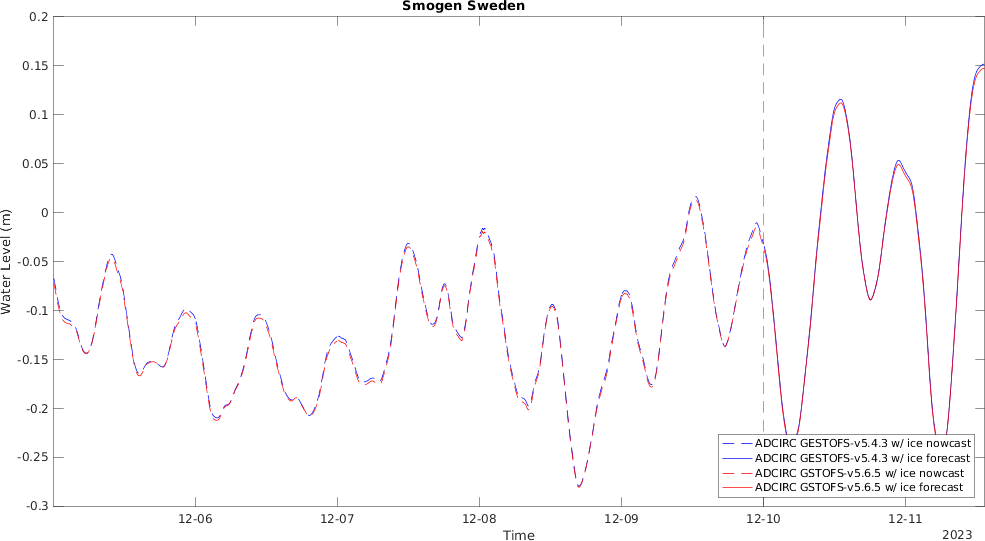 Smogen Sweden
0.2
0.15
0.1
0.05
0
-0.05
-0.1
-0.15
-0.2
-0.25
-0.3
Water Level (m)
ADCIRC GESTOFS-v5.4.3 w/ ice nowcast
ADCIRC GESTOFS-v5.4.3 w/ ice forecast
ADCIRC GSTOFS-v5.6.5 w/ ice nowcast
ADCIRC GSTOFS-v5.6.5 w/ ice forecast
12-06 12-07 12-08 12-09 12-10 12-11
Time
2023